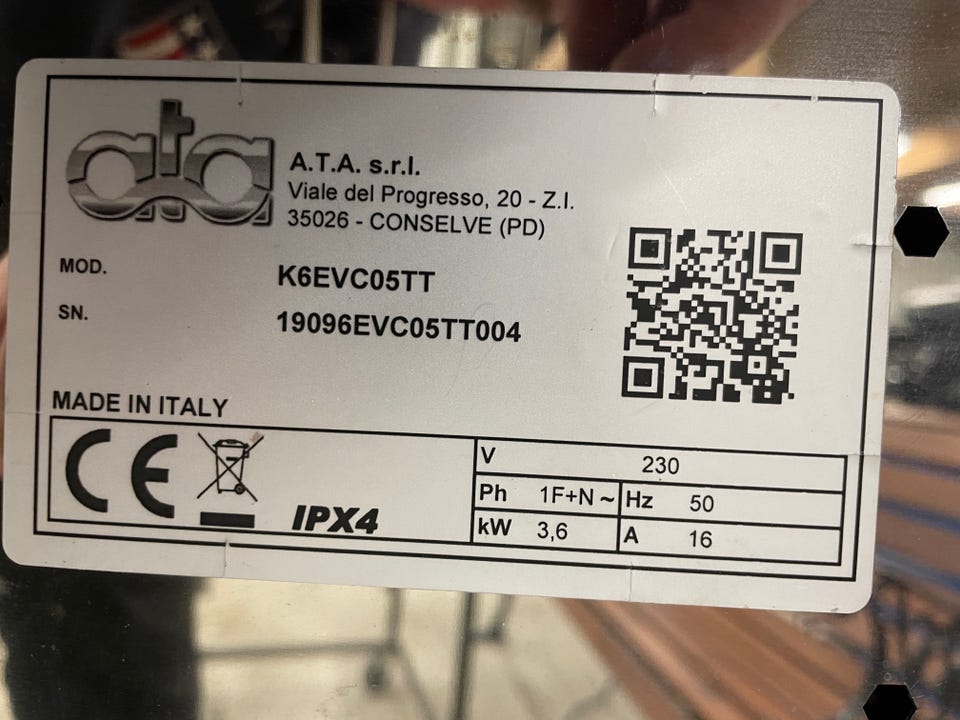 ata
A.T.A. s.r.l.
Viale del Progresso, 20 - Z.I.
35026 - CONSELVE (PD)
MOD. K6EVC05TT
SN. 19096EVC05TT004
MADE IN ITALY
CE IPX4
V 230
Ph 1F+N ~ Hz 50
kW 3,6 A 16